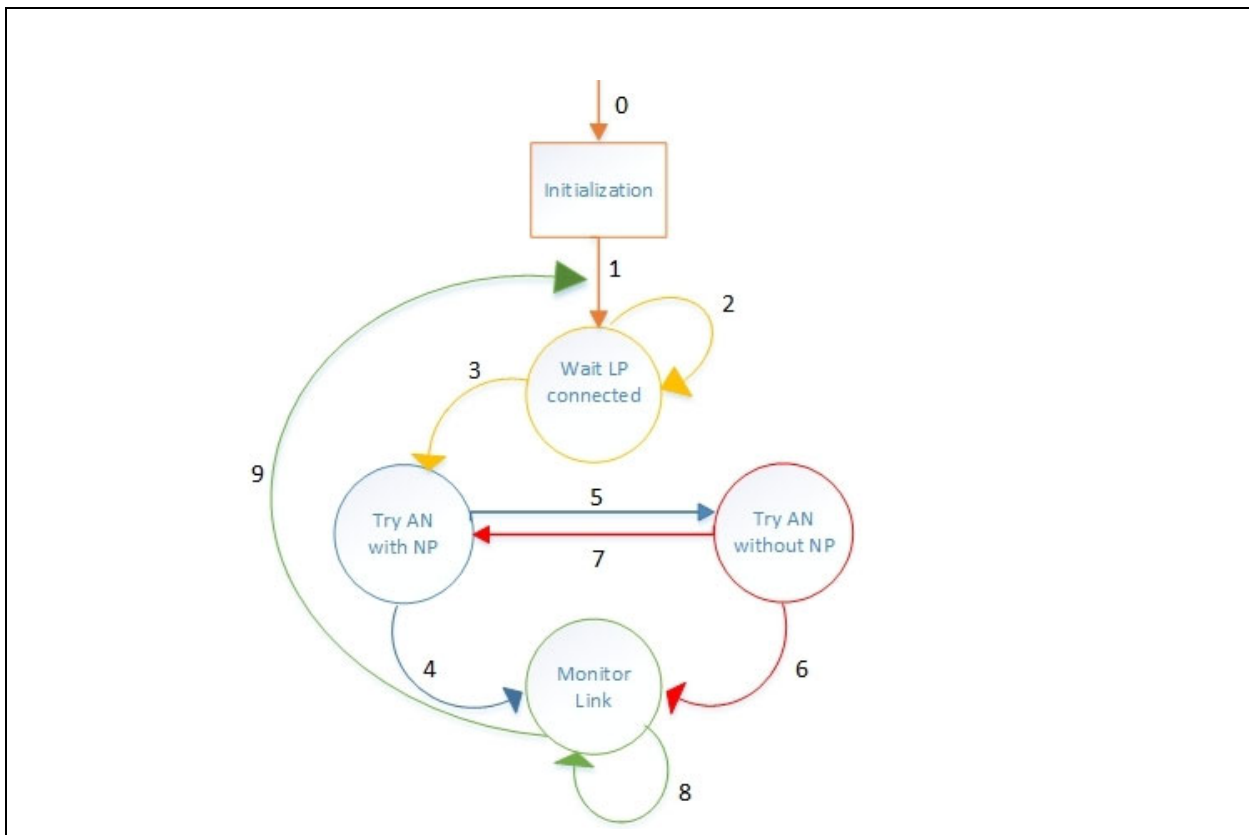 0
Initialization
1
2
Wait LP
connected
3
9
5
Try AN
with NP
Try AN
without NP
7
4
6
Monitor
Link
8